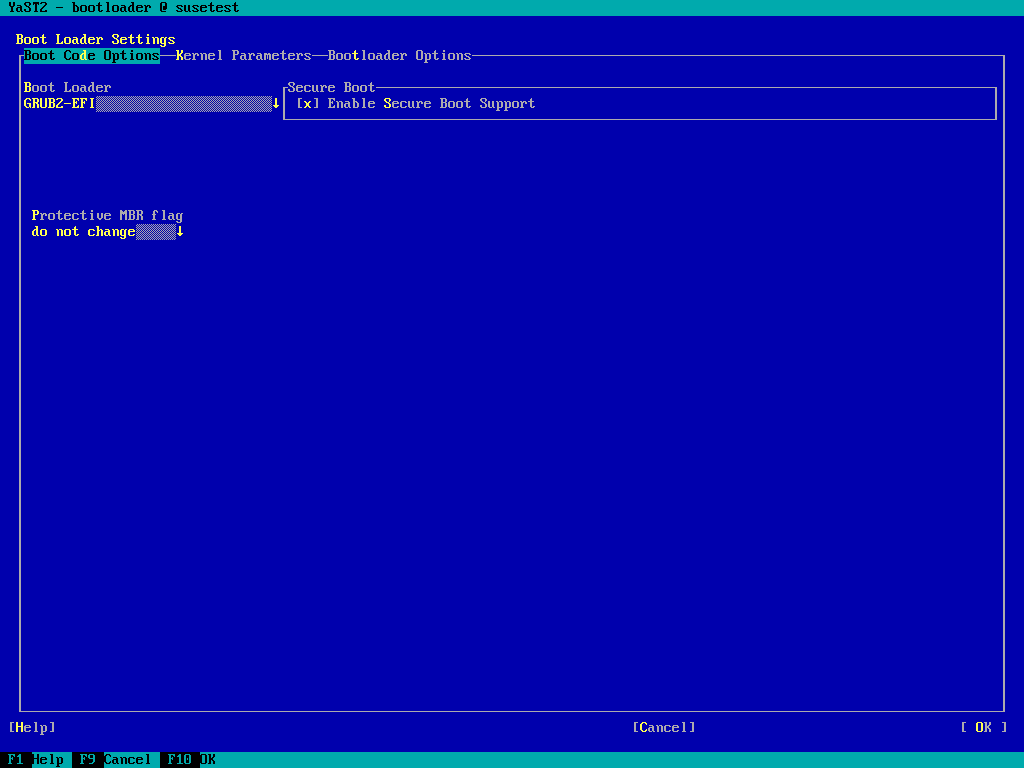 YaST2 - bootloader @ susetest
Boot Loader Settings
Boot Code Options Kernel Parameters Bootloader Options
Boot Loader
GRUB2-EFI ↓
Secure Boot
[x] Enable Secure Boot Support
Protective MBR flag
do not change ↓
[Help] [Cancel] [ OK ]
F1 Help F9 Cancel F10 OK